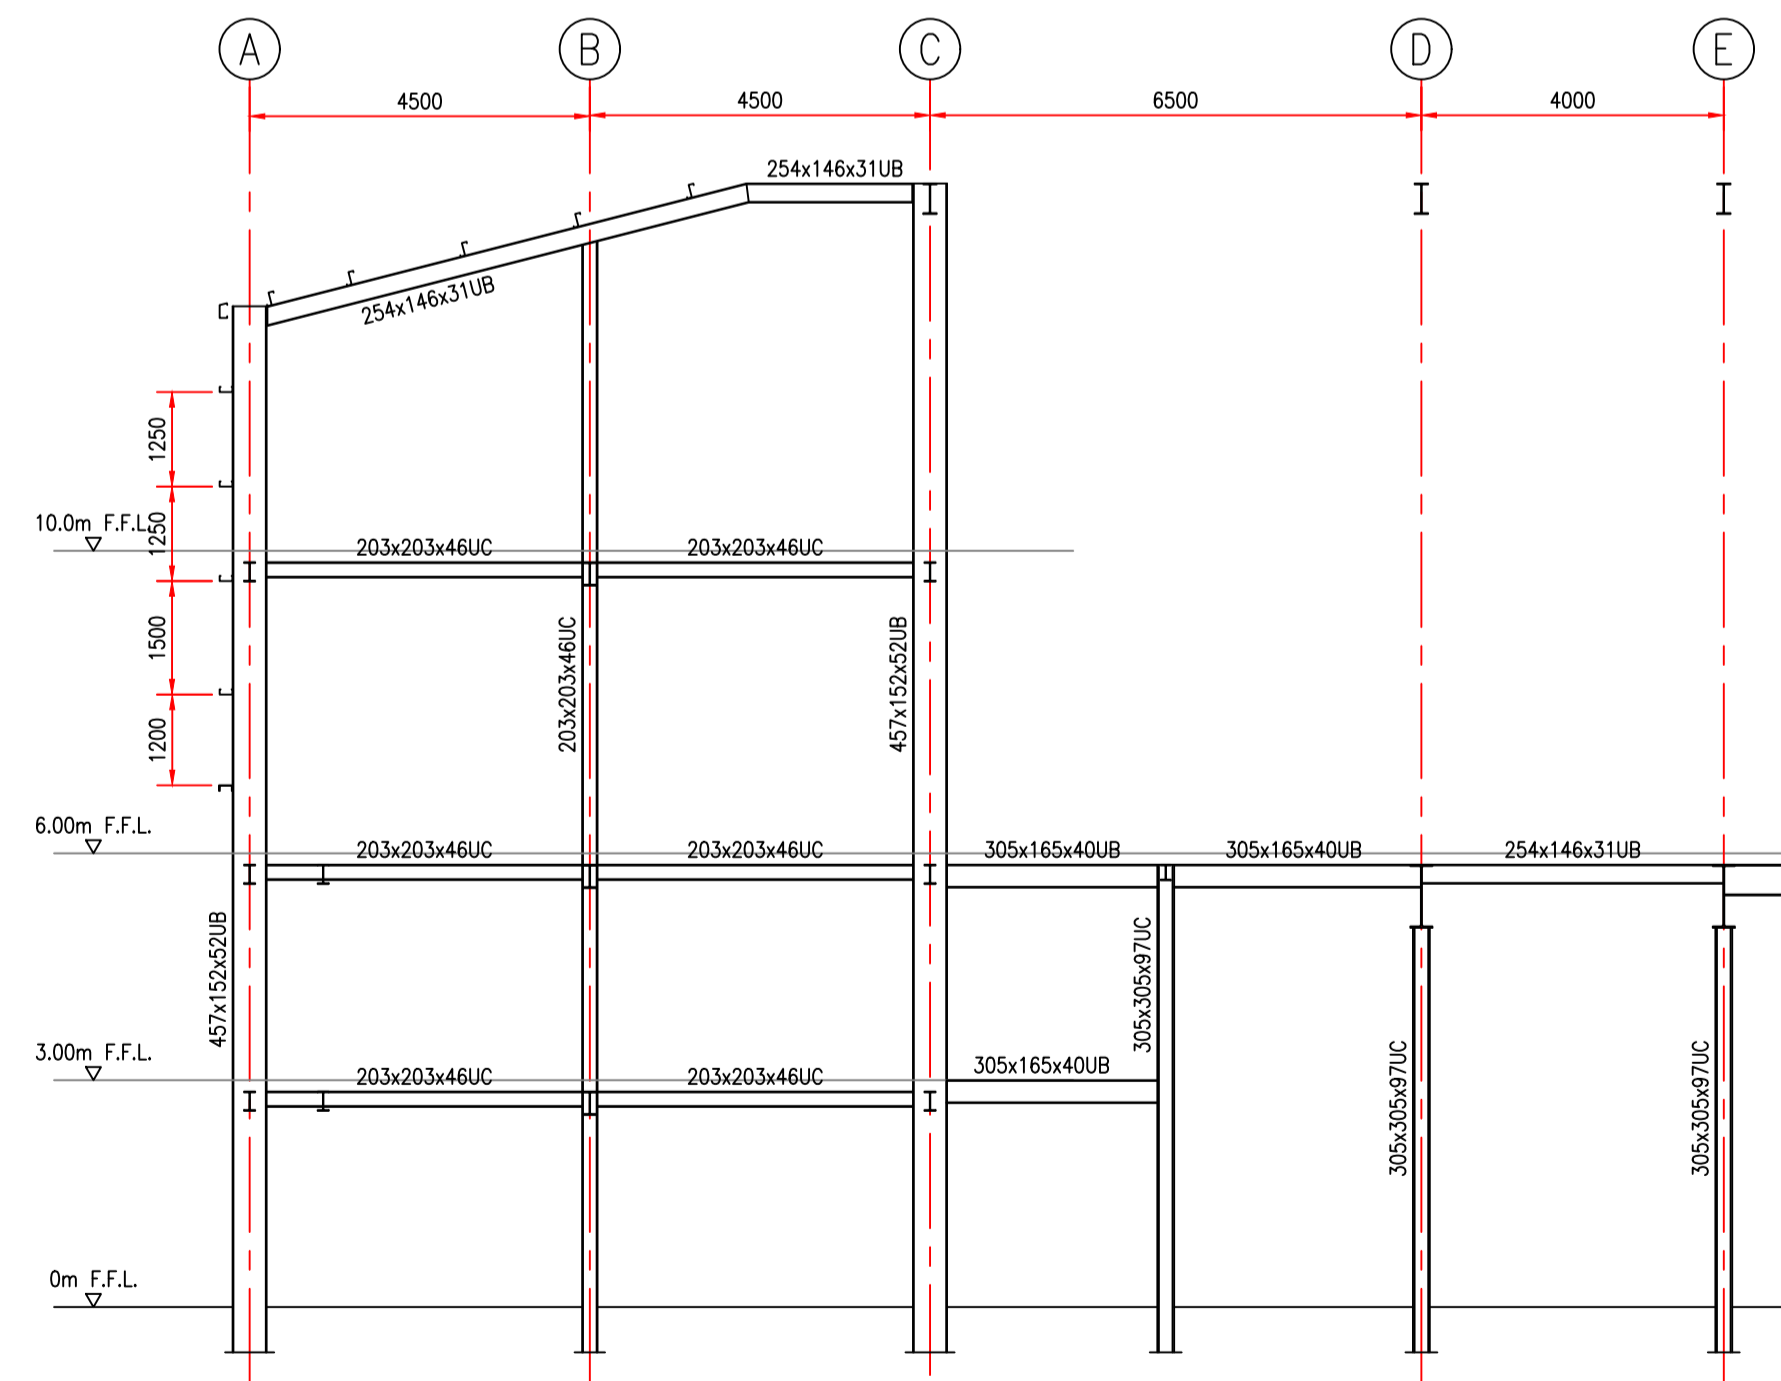 A B C D E
4500 4500 6500 4000
254x146x31UB
254x146x31UB
1250
10.0m F.F.L.
1250
203x203x46UC 203x203x46UC
1500
203x203x46UC
457x152x52UB
1200
6.00m F.F.L.
203x203x46UC 203x203x46UC 305x165x40UB 305x165x40UB 254x146x31UB
457x152x52UB
305x305x97UC
3.00m F.F.L.
203x203x46UC 203x203x46UC 305x165x40UB
305x305x97UC
305x305x97UC
0m F.F.L.